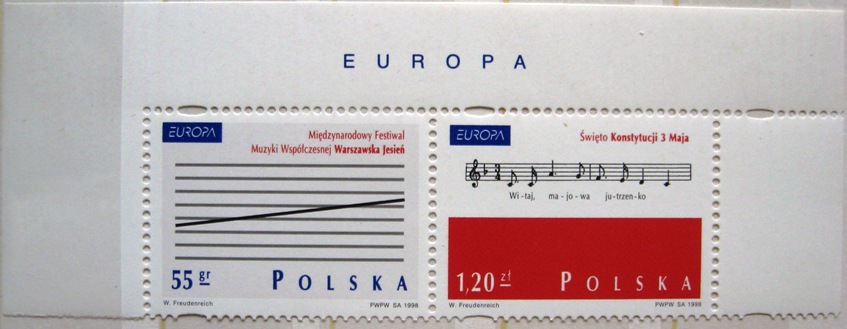 EUROPA
EUROPA
Międzynarodowy Festiwal
Muzyki Współczesnej Warszawska Jesień
55 gr POLSKA
W. Freudenreich PWPW SA 1998
EUROPA
Święto Konstytucji 3 Maja
Wi-taj, ma-jo-wa ju-trzen-ko
1,20 zł POLSKA
W. Freudenreich PWPW SA 1998